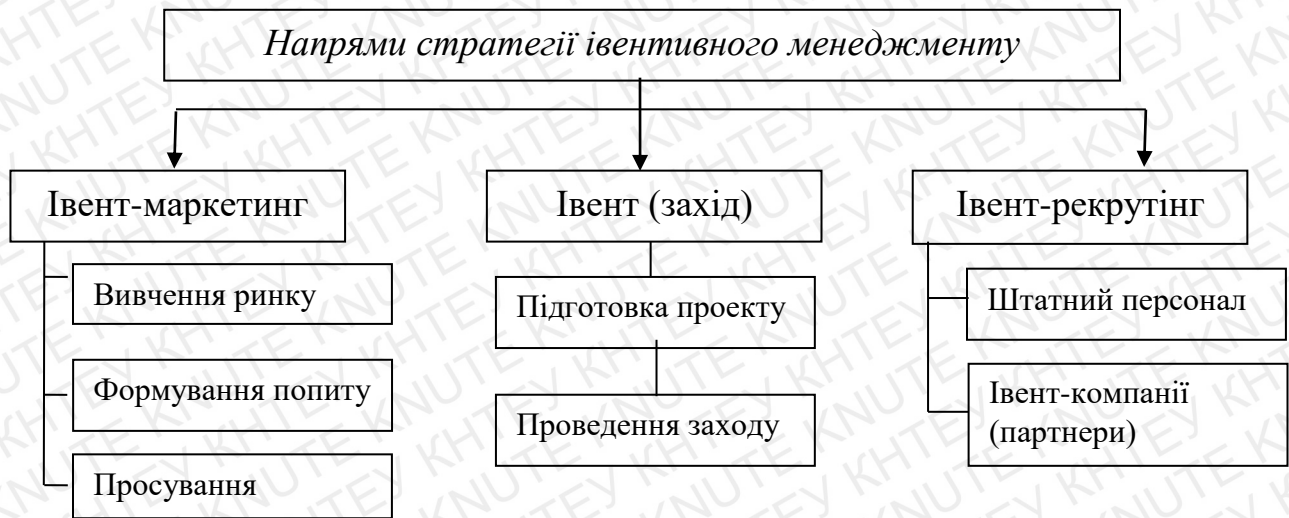 Напрями стратегії івентивного менеджменту
Івент-маркетинг
Вивчення ринку
Формування попиту
Просування
Івент (захід)
Підготовка проекту
Проведення заходу
Івент-рекрутінг
Штатний персонал
Івент-компанії
(партнери)